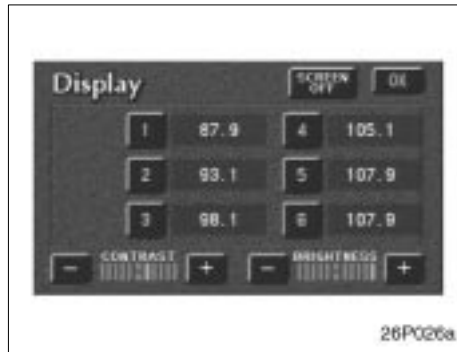 Display SCREEN OFF OK
1 87.9 4 105.1
2 93.1 5 107.9
3 98.1 6 107.9
− CONTRAST + − BRIGHTNESS +
26P026a